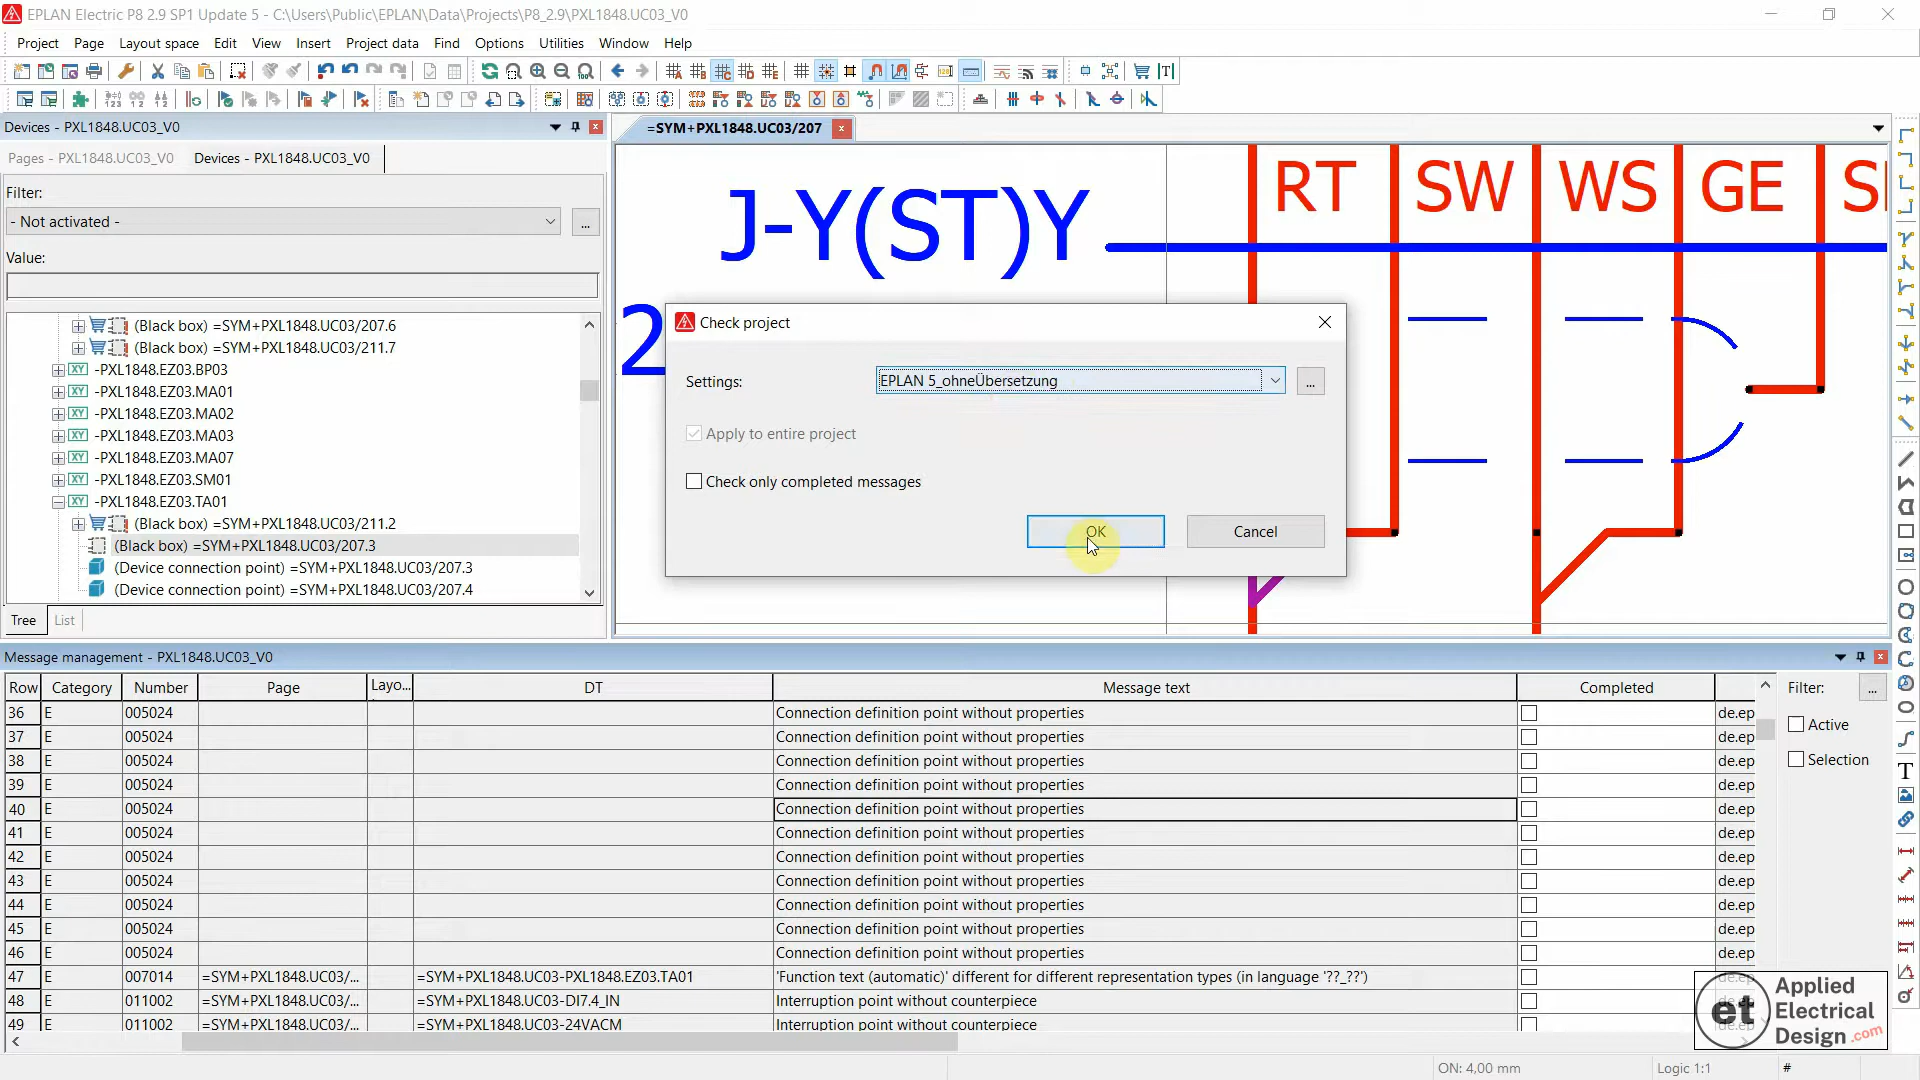 EPLAN Electric P8 2.9 SP1 Update 5 - C:\Users\Public\EPLAN\Data\Projects\P8_2.9\PXL1848.UC03_V0
Project Page Layout space Edit View Insert Project data Find Options Utilities Window Help
Devices - PXL1848.UC03_V0
Pages - PXL1848.UC03_V0 Devices - PXL1848.UC03_V0
Filter:
- Not activated -
...
Value:
(Black box) =SYM+PXL1848.UC03/207.6
(Black box) =SYM+PXL1848.UC03/211.7
-PXL1848.EZ03.BP03
-PXL1848.EZ03.MA01
-PXL1848.EZ03.MA02
-PXL1848.EZ03.MA03
-PXL1848.EZ03.MA07
-PXL1848.EZ03.SM01
-PXL1848.EZ03.TA01
(Black box) =SYM+PXL1848.UC03/211.2
(Black box) =SYM+PXL1848.UC03/207.3
(Device connection point) =SYM+PXL1848.UC03/207.3
(Device connection point) =SYM+PXL1848.UC03/207.4
Tree List
=SYM+PXL1848.UC03/207
J-Y(ST)Y
RT SW WS GE
2
Check project
Settings: EPLAN 5_ohneÜbersetzung ...
Apply to entire project
Check only completed messages
OK Cancel
Message management - PXL1848.UC03_V0
Row Category Number Page Layo... DT Message text Completed
36 E 005024 Connection definition point without properties de.ep
37 E 005024 Connection definition point without properties de.ep
38 E 005024 Connection definition point without properties de.ep
39 E 005024 Connection definition point without properties de.ep
40 E 005024 Connection definition point without properties de.ep
41 E 005024 Connection definition point without properties de.ep
42 E 005024 Connection definition point without properties de.ep
43 E 005024 Connection definition point without properties de.ep
44 E 005024 Connection definition point without properties de.ep
45 E 005024 Connection definition point without properties de.ep
46 E 005024 Connection definition point without properties de.ep
47 E 007014 =SYM+PXL1848.UC03/... =SYM+PXL1848.UC03-PXL1848.EZ03.TA01 'Function text (automatic)' different for different representation types (in language '??_??')
48 E 011002 =SYM+PXL1848.UC03/... =SYM+PXL1848.UC03-DI7.4_IN Interruption point without counterpiece
49 E 011002 =SYM+PXL1848.UC03/... =SYM+PXL1848.UC03-24VACM Interruption point without counterpiece
Filter: ...
Active
Selection
et
Applied
Electrical
Design.com
ON: 4,00 mm Logic 1:1 #